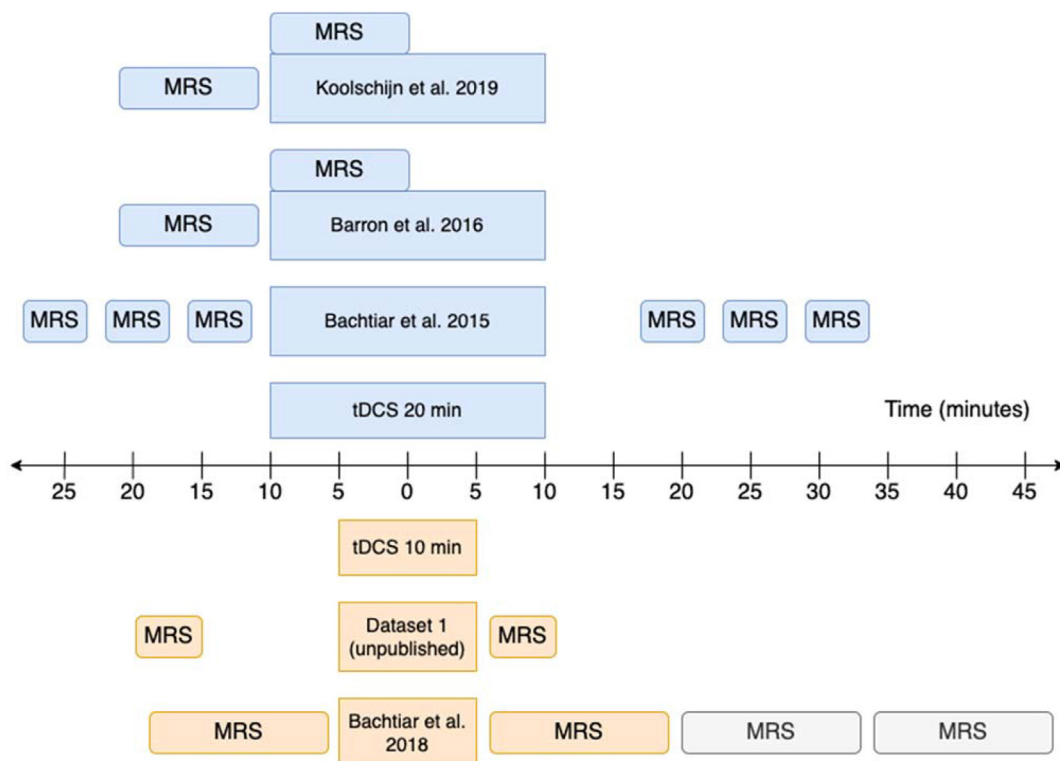 MRS
MRS Koolschijn et al. 2019
MRS
MRS Barron et al. 2016
MRS MRS MRS Bachtiar et al. 2015 MRS MRS MRS
tDCS 20 min Time (minutes)
25 20 15 10 5 0 5 10 15 20 25 30 35 40 45
tDCS 10 min
MRS Dataset 1 MRS
(unpublished)
MRS Bachtiar et al. MRS MRS MRS
2018